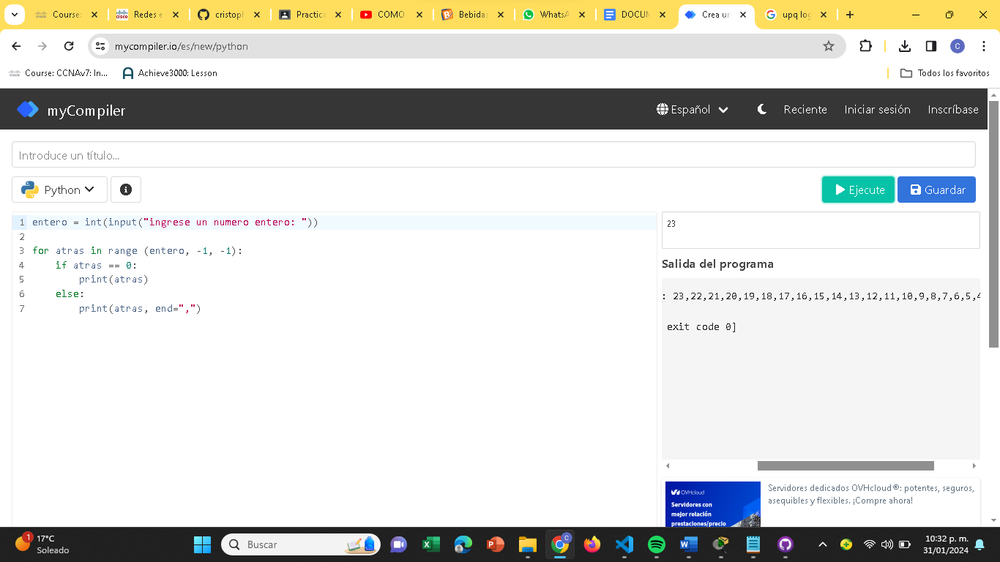 Course:
Redes e
cristoph
Practica
COMO
Bebidas
WhatsA
DOCUM
Crea un
upq log
mycompiler.io/es/new/python
C
Course: CCNAv7: In...
Achieve3000: Lesson
Todos los favoritos
myCompiler
Español
Reciente
Iniciar sesión
Inscríbase
Introduce un título...
Python
Ejecute
Guardar
1 entero = int(input("ingrese un numero entero: "))
2
3 for atras in range (entero, -1, -1):
4 if atras == 0:
5 print(atras)
6 else:
7 print(atras, end=",")
23
Salida del programa
: 23,22,21,20,19,18,17,16,15,14,13,12,11,10,9,8,7,6,5,4
exit code 0]
OVHcloud
Servidores con
mejor relación
prestaciones/precio
Servidores dedicados OVHcloud®: potentes, seguros,
asequibles y flexibles. ¡Compre ahora!
1
17°C
Soleado
Buscar
C
10:32 p. m.
31/01/2024